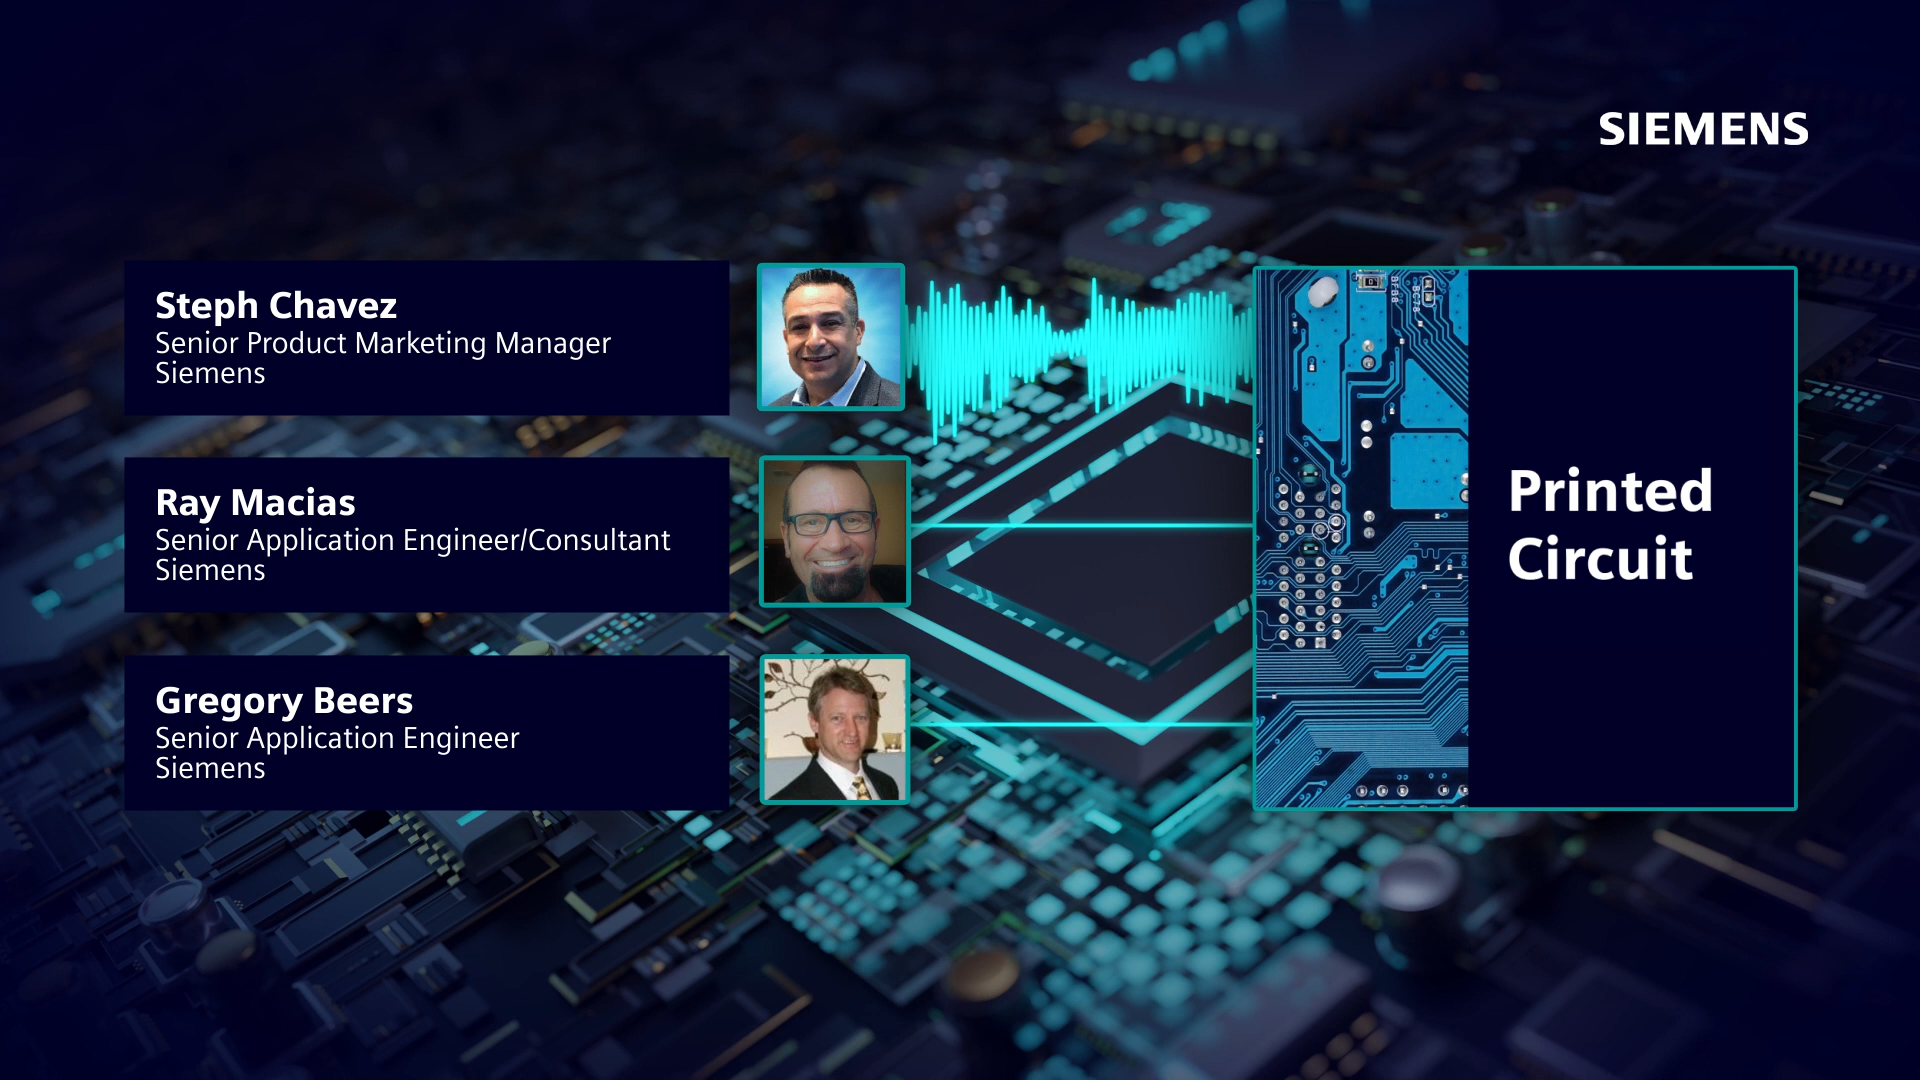 SIEMENS
Steph Chavez
Senior Product Marketing Manager
Siemens
Ray Macias
Senior Application Engineer/Consultant
Siemens
Gregory Beers
Senior Application Engineer
Siemens
Printed
Circuit